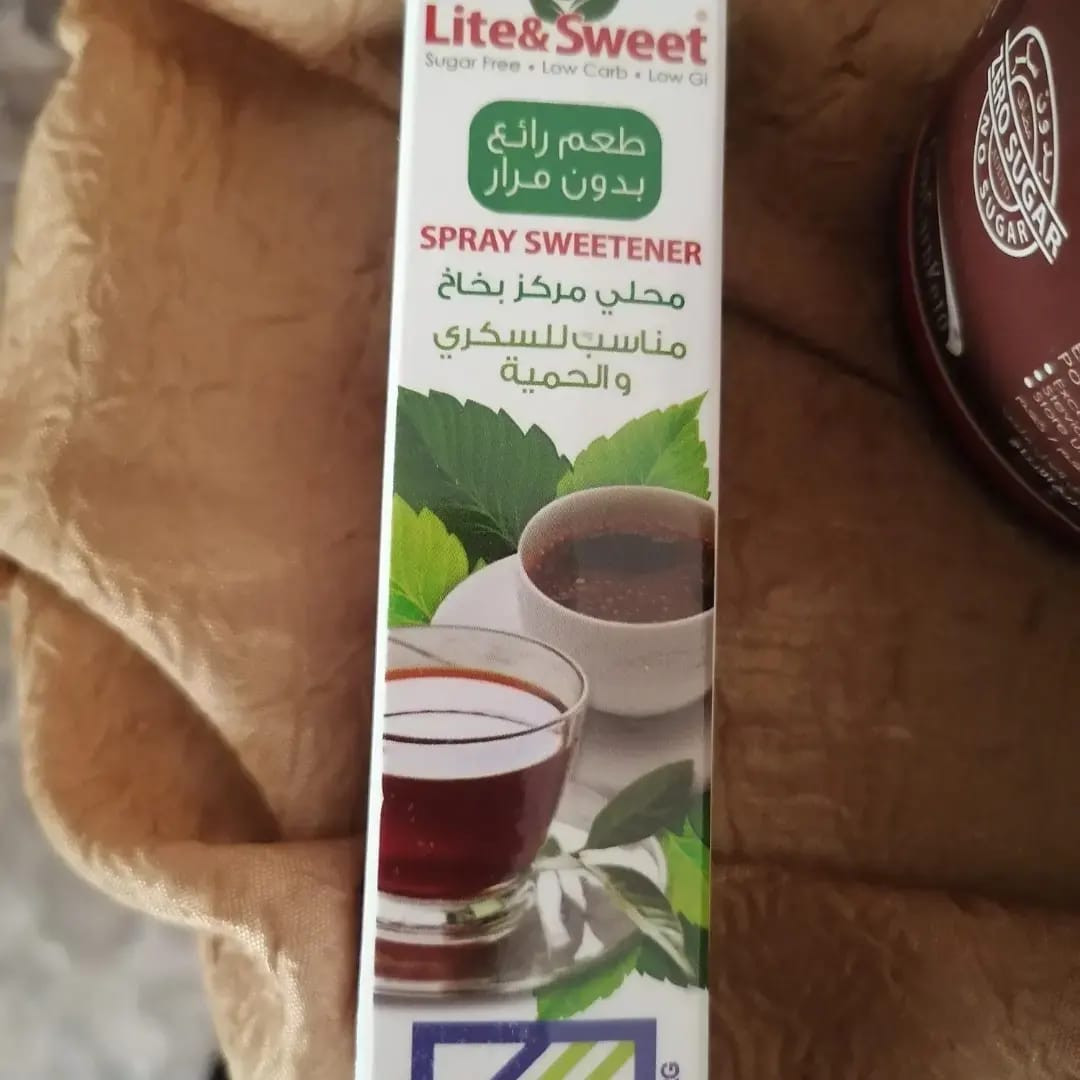 Lite&Sweet®
Sugar Free • Low Carb • Low GI
طعم رائع
بدون مرار
SPRAY SWEETENER
محلي مركز بخاخ
مناسب للسكري
والحمية
ZERO SUGAR
NO SUGAR